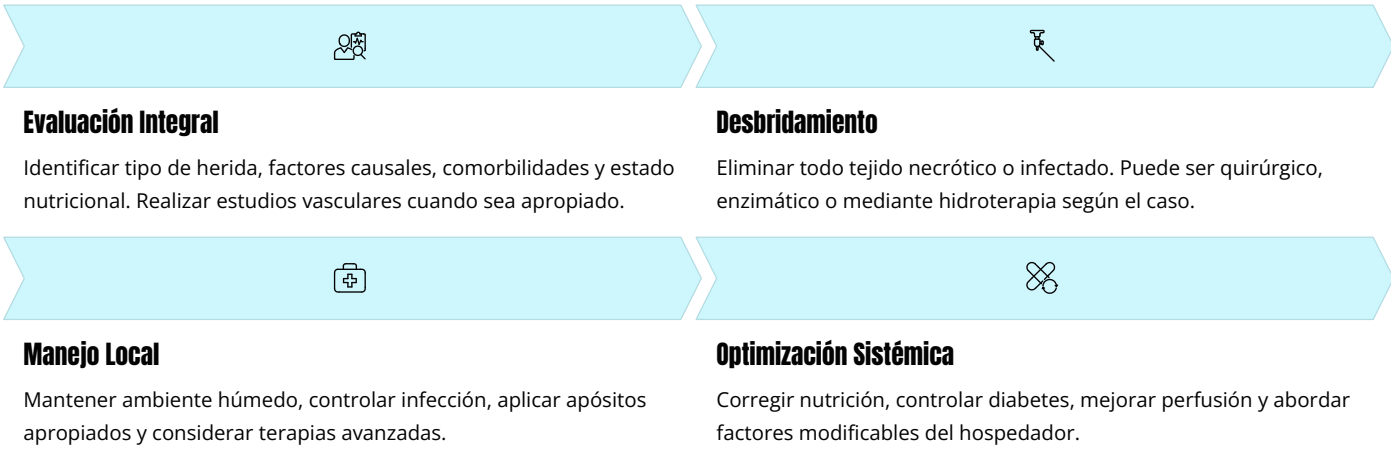 Evaluación Integral
Identificar tipo de herida, factores causales, comorbilidades y estado
nutricional. Realizar estudios vasculares cuando sea apropiado.
Desbridamiento
Eliminar todo tejido necrótico o infectado. Puede ser quirúrgico,
enzimático o mediante hidroterapia según el caso.
Manejo Local
Mantener ambiente húmedo, controlar infección, aplicar apósitos
apropiados y considerar terapias avanzadas.
Optimización Sistémica
Corregir nutrición, controlar diabetes, mejorar perfusión y abordar
factores modificables del hospedador.